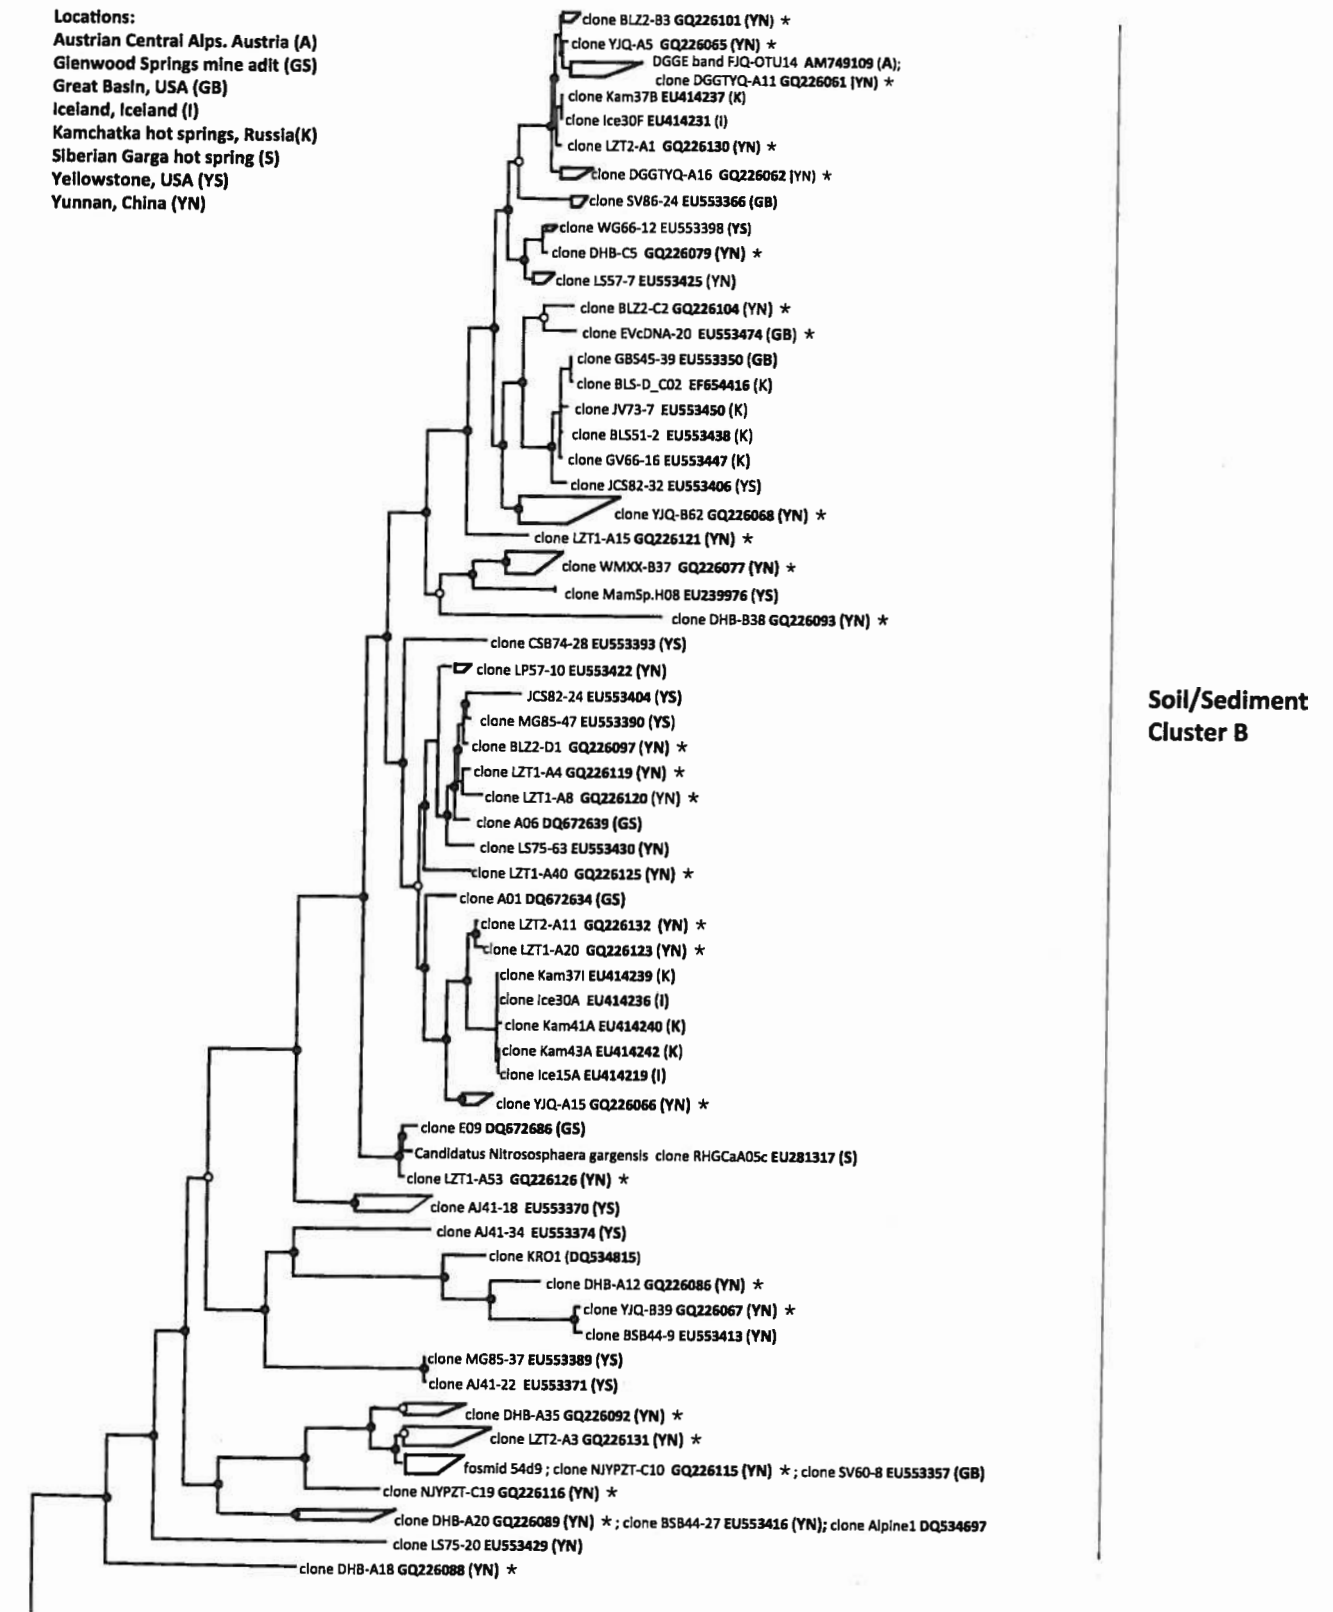 Locations:
Austrian Central Alps. Austria (A)
Glenwood Springs mine adit (GS)
Great Basin, USA (GB)
Iceland, Iceland (I)
Kamchatka hot springs, Russia(K)
Siberian Garga hot spring (S)
Yellowstone, USA (YS)
Yunnan, China (YN)
clone BLZ2-B3 GQ226101 (YN) *
clone YJQ-A5 GQ226065 (YN) *
DGGE band FJQ-OTU14 AM749109 (A);
clone DGGTYQ-A11 GQ226061 (YN) *
clone Kam37B EU414237 (K)
clone Ice30F EU414231 (I)
clone LZT2-A1 GQ226130 (YN) *
clone DGGTYQ-A16 GQ226062 (YN) *
clone SV86-24 EU553366 (GB)
clone WG66-12 EU553398 (YS)
clone DHB-C5 GQ226079 (YN) *
clone LS57-7 EU553425 (YN)
clone BLZ2-C2 GQ226104 (YN) *
clone EVcDNA-20 EU553474 (GB) *
clone GBS45-39 EU553350 (GB)
clone BLS-D_C02 EF654416 (K)
clone JV73-7 EU553450 (K)
clone BLS51-2 EU553438 (K)
clone GV66-16 EU553447 (K)
clone JCS82-32 EU553406 (YS)
clone YJQ-B62 GQ226068 (YN) *
clone LZT1-A15 GQ226121 (YN) *
clone WMXX-B37 GQ226077 (YN) *
clone MamSp.H08 EU239976 (YS)
clone DHB-B38 GQ226093 (YN) *
clone CSB74-28 EU553393 (YS)
clone LP57-10 EU553422 (YN)
JCS82-24 EU553404 (YS)
Soil/Sediment
Cluster B
clone MG85-47 EU553390 (YS)
clone BLZ2-D1 GQ226097 (YN) *
clone LZT1-A4 GQ226119 (YN) *
clone LZT1-A8 GQ226120 (YN) *
clone A06 DQ672639 (GS)
clone LS75-63 EU553430 (YN)
clone LZT1-A40 GQ226125 (YN) *
clone A01 DQ672634 (GS)
clone LZT2-A11 GQ226132 (YN) *
clone LZT1-A20 GQ226123 (YN) *
clone Kam37I EU414239 (K)
clone Ice30A EU414236 (I)
clone Kam41A EU414240 (K)
clone Kam43A EU414242 (K)
clone Ice15A EU414219 (I)
clone YJQ-A15 GQ226066 (YN) *
clone E09 DQ672686 (GS)
Candidatus Nitrososphaera gargensis clone RHGCaA05c EU281317 (S)
clone LZT1-A53 GQ226126 (YN) *
clone AJ41-18 EU553370 (YS)
clone AJ41-34 EU553374 (YS)
clone KRO1 (DQ534815)
clone DHB-A12 GQ226086 (YN) *
clone YJQ-B39 GQ226067 (YN) *
clone BSB44-9 EU553413 (YN)
clone MG85-37 EU553389 (YS)
clone AJ41-22 EU553371 (YS)
clone DHB-A35 GQ226092 (YN) *
clone LZT2-A3 GQ226131 (YN) *
fosmid 54d9 ; clone NJYPZT-C10 GQ226115 (YN) * ; clone SV60-8 EU553357 (GB)
clone NJYPZT-C19 GQ226116 (YN) *
clone DHB-A20 GQ226089 (YN) * ; clone BSB44-27 EU553416 (YN); clone Alpine1 DQ534697
clone LS75-20 EU553429 (YN)
clone DHB-A18 GQ226088 (YN) *